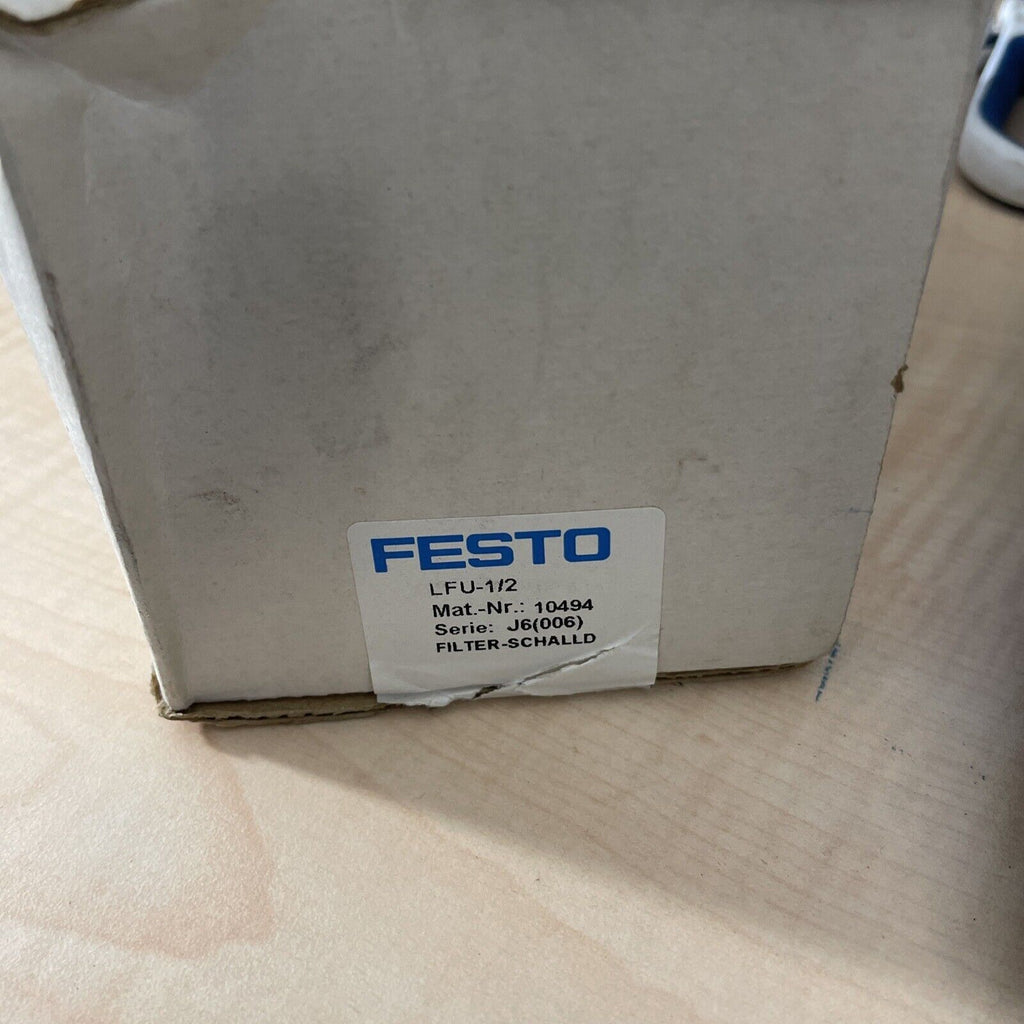 FESTO
LFU-1/2
Mat.-Nr.: 10494
Serie: J6(006)
FILTER-SCHALLD